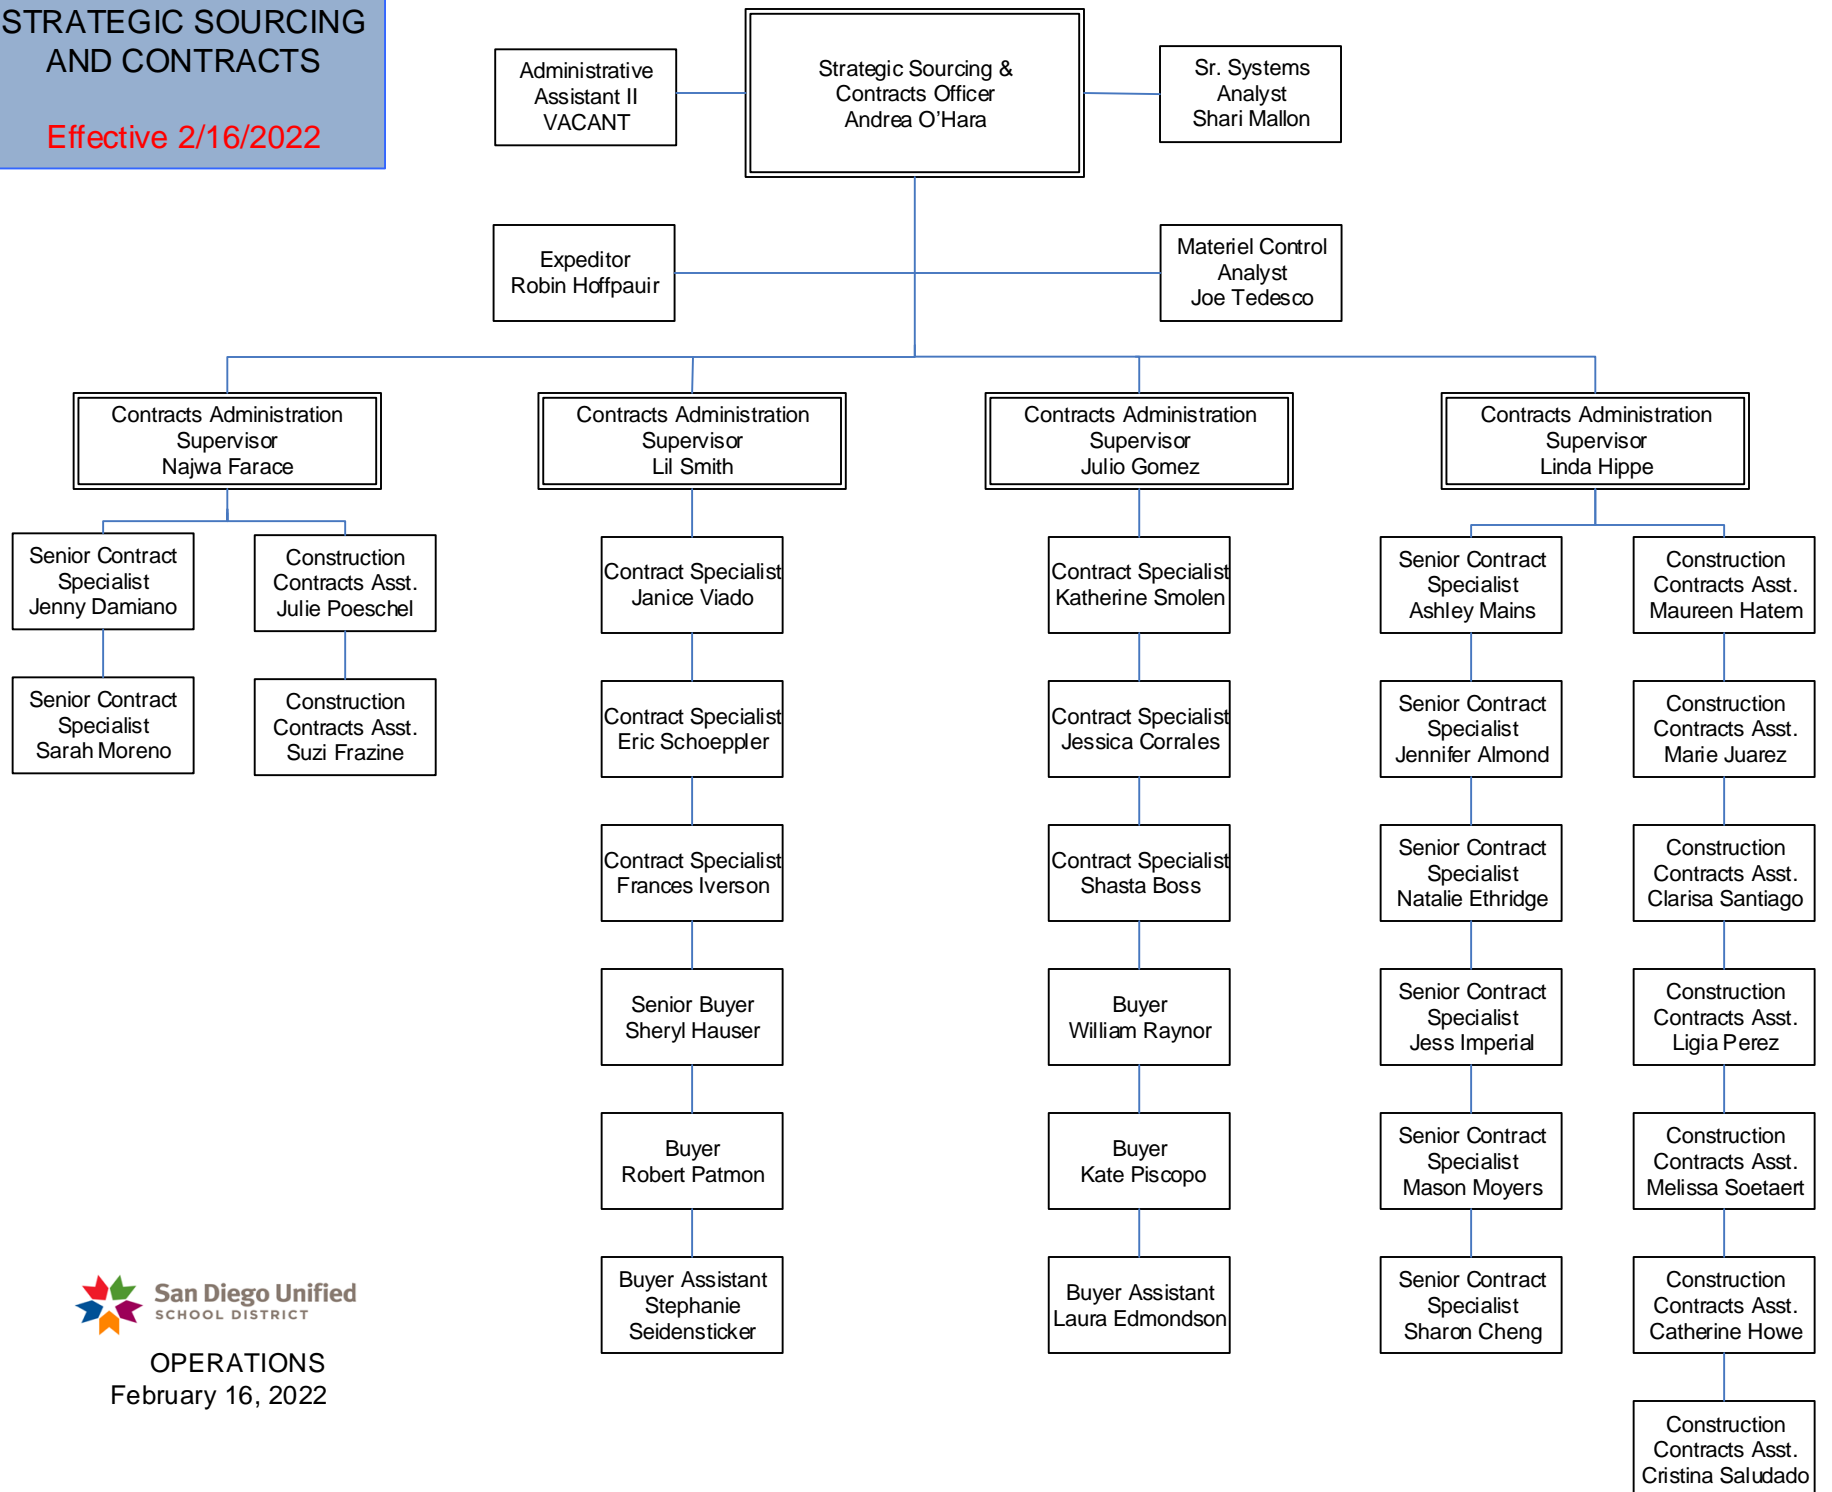 STRATEGIC SOURCING
AND CONTRACTS
Effective 2/16/2022
Administrative
Assistant II
VACANT
Strategic Sourcing &
Contracts Officer
Andrea O’Hara
Sr. Systems
Analyst
Shari Mallon
Expeditor
Robin Hoffpauir
Materiel Control
Analyst
Joe Tedesco
Contracts Administration
Supervisor
Najwa Farace
Contracts Administration
Supervisor
Lil Smith
Contracts Administration
Supervisor
Julio Gomez
Contracts Administration
Supervisor
Linda Hippe
Senior Contract
Specialist
Jenny Damiano
Construction
Contracts Asst.
Julie Poeschel
Contract Specialist
Janice Viado
Contract Specialist
Katherine Smolen
Senior Contract
Specialist
Ashley Mains
Construction
Contracts Asst.
Maureen Hatem
Senior Contract
Specialist
Sarah Moreno
Construction
Contracts Asst.
Suzi Frazine
Contract Specialist
Eric Schoeppler
Contract Specialist
Jessica Corrales
Senior Contract
Specialist
Jennifer Almond
Construction
Contracts Asst.
Marie Juarez
Contract Specialist
Frances Iverson
Contract Specialist
Shasta Boss
Senior Contract
Specialist
Natalie Ethridge
Construction
Contracts Asst.
Clarisa Santiago
Senior Buyer
Sheryl Hauser
Buyer
William Raynor
Senior Contract
Specialist
Jess Imperial
Construction
Contracts Asst.
Ligia Perez
Buyer
Robert Patmon
Buyer
Kate Piscopo
Senior Contract
Specialist
Mason Moyers
Construction
Contracts Asst.
Melissa Soetaert
Buyer Assistant
Stephanie
Seidensticker
Buyer Assistant
Laura Edmondson
Senior Contract
Specialist
Sharon Cheng
Construction
Contracts Asst.
Catherine Howe
Construction
Contracts Asst.
Cristina Saludado
San Diego Unified
SCHOOL DISTRICT
OPERATIONS
February 16, 2022